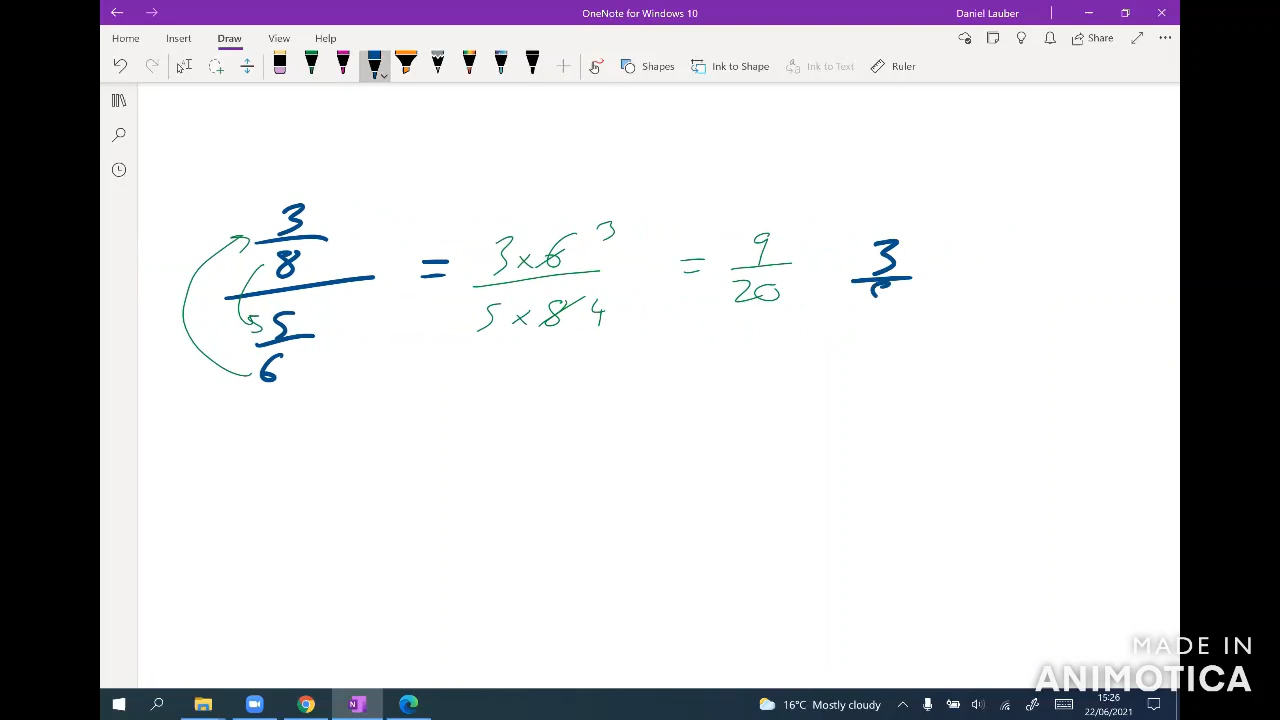 OneNote for Windows 10
Daniel Lauber
Home Insert Draw View Help
Share
Shapes Ink to Shape Ink to Text Ruler
3
8
5
6
= 3 × 6 3
5 × 8 4
= 9
20
3
5
MADE IN
ANIMOTICA
16°C Mostly cloudy
15:26
22/06/2021